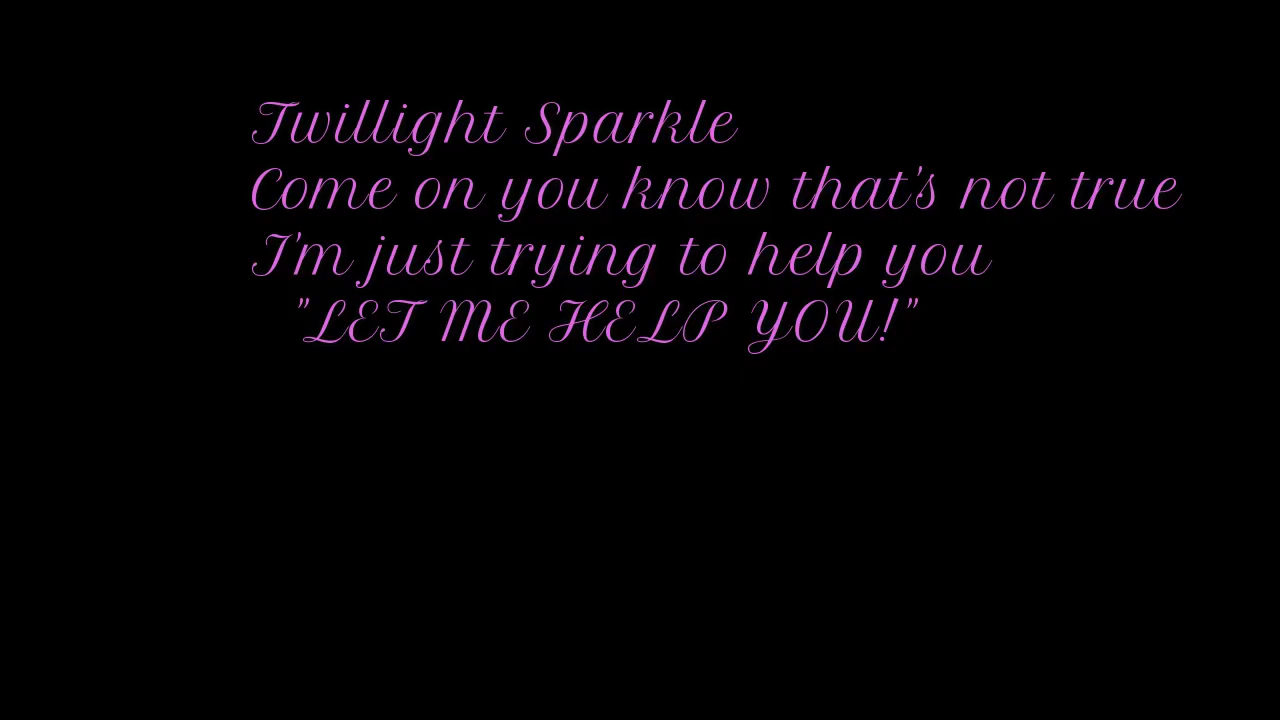 Twillight Sparkle
Come on you know that's not true
I'm just trying to help you
"LET ME HELP YOU!"